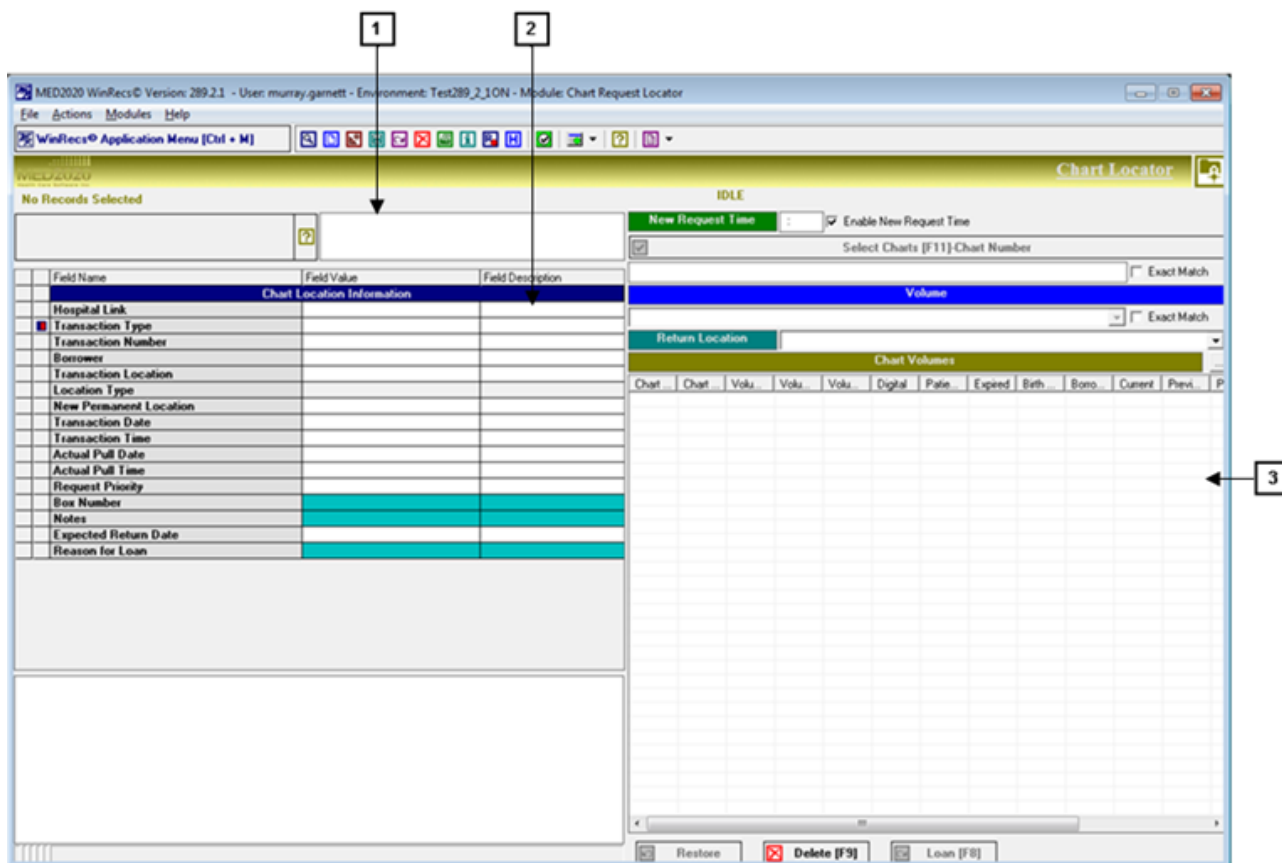 1 2
MED2020 WinRecs© Version: 289.2.1 - User: murray.garnett - Environment: Test289_2_1ON - Module: Chart Request Locator
File Actions Modules Help
WinRecs© Application Menu [Ctrl + M]
MED2020
Chart Locator
No Records Selected
IDLE
New Request Time : Enable New Request Time
Select Charts [F11]-Chart Number
Exact Match
Volume
Exact Match
Return Location
Chart Volumes
Chart ... Chart ... Volu... Volu... Volu... Digital Patie... Expired Birth ... Borro... Current Previ... P
3
Field Name Field Value Field Description
Chart Location Information
Hospital Link
Transaction Type
Transaction Number
Borrower
Transaction Location
Location Type
New Permanent Location
Transaction Date
Transaction Time
Actual Pull Date
Actual Pull Time
Request Priority
Box Number
Notes
Expected Return Date
Reason for Loan
Restore Delete [F9] Loan [F8]